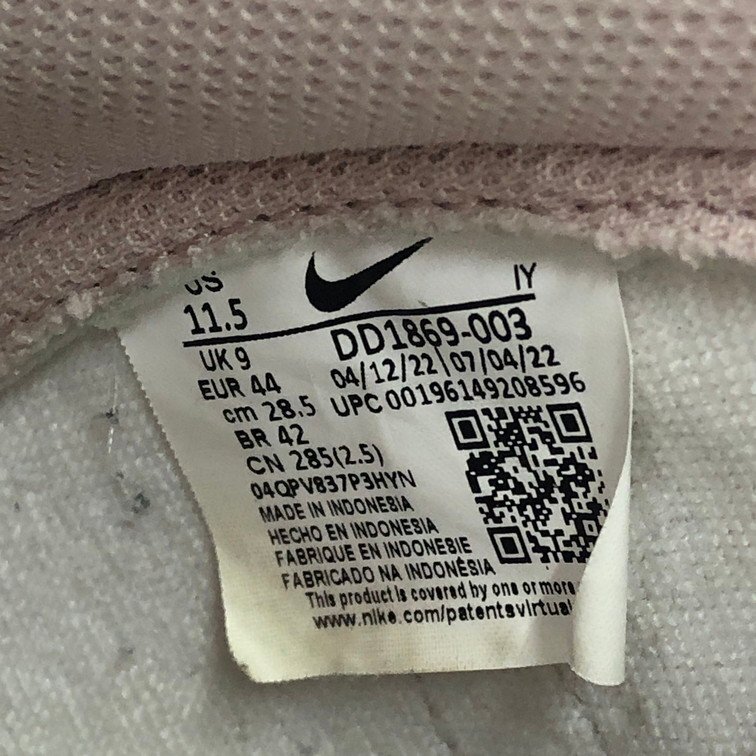 US IY
11.5
UK 9 DD1869-003
EUR 44 04/12/22\07/04/22
cm 28.5 UPC 00196149208596
BR 42
CN 285(2.5)
04QPV837P3HYN
MADE IN INDONESIA
HECHO EN INDONESIA
FABRIQUE EN INDONESIE
FABRICADO NA INDONÉSIA
This product is covered by one or more
www.nike.com/patentsvirtual